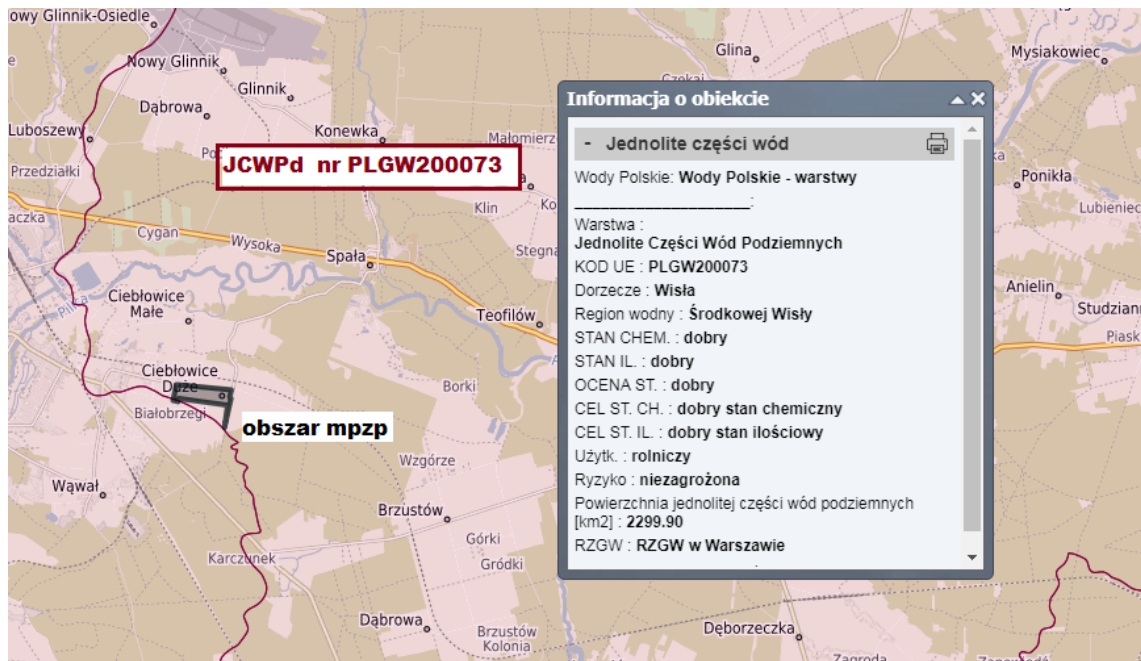 owy Glinnik-Osiedle
Nowy Glinnik
Glina
Mysiakowiec
Glinnik
Dąbrowa
Luboszewy
Konewka
Przedziałki
JCWPd nr PLGW200073
Ponikła
Klin
Lubieniec
Cygan
Wysoka
Spała
Stegna
Pilica
Ciebłowice
Małe
Teofilów
Anielin
Studziann
Piask
Ciebłowice
Duże
Białobrzegi
Borki
obszar mpzp
Wzgórze
Wąwał
Brzustów
Górki
Gródki
Karczunek
Dąbrowa
Brzustów
Kolonia
Dęborzeczka
Informacja o obiekcie
- Jednolite części wód
Wody Polskie: Wody Polskie - warstwy
____________________:
Warstwa :
Jednolite Części Wód Podziemnych
KOD UE : PLGW200073
Dorzecze : Wisła
Region wodny : Środkowej Wisły
STAN CHEM. : dobry
STAN IL. : dobry
OCENA ST. : dobry
CEL ST. CH. : dobry stan chemiczny
CEL ST. IL. : dobry stan ilościowy
Użytk. : rolniczy
Ryzyko : niezagrożona
Powierzchnia jednolitej części wód podziemnych
[km2] : 2299.90
RZGW : RZGW w Warszawie